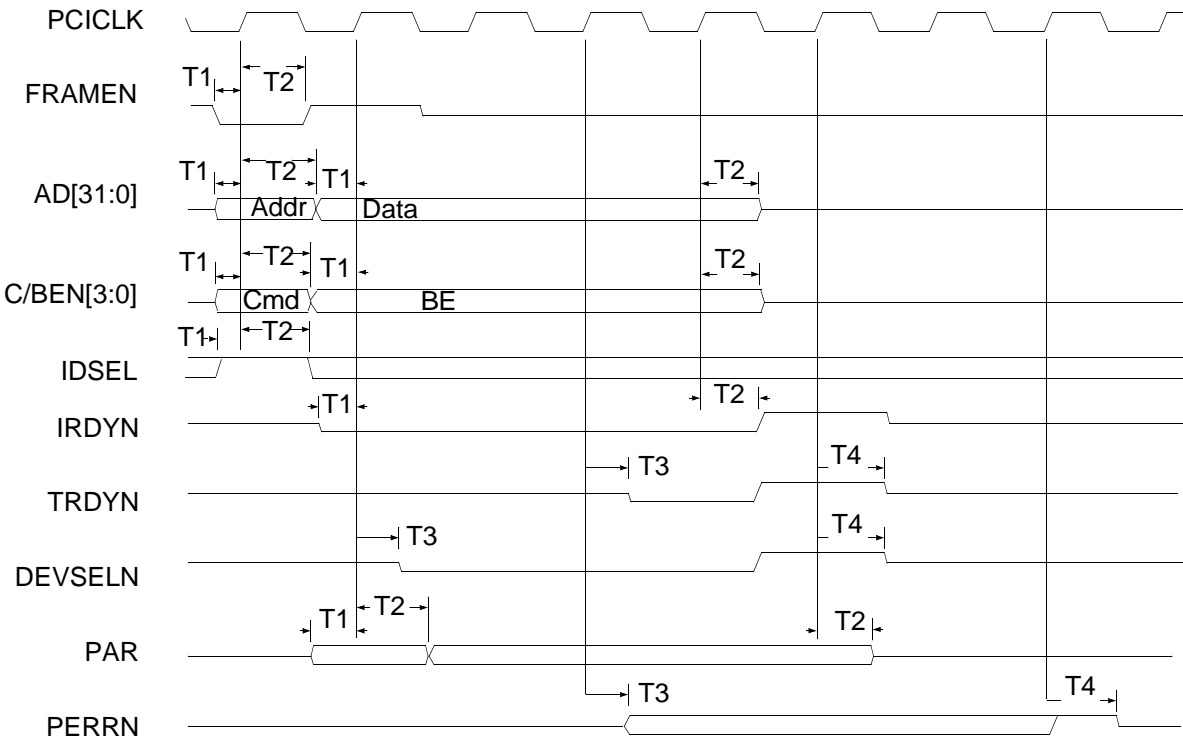 PCICLK
T1 T2
FRAMEN
T1 T2 T1 T2
AD[31:0]
Addr Data
T1 T2 T1 T2
C/BEN[3:0]
Cmd BE
T1 T2
IDSEL
T1 T2
IRDYN
T3 T4
TRDYN
T3 T4
DEVSELN
T1 T2 T2
PAR
T3 T4
PERRN